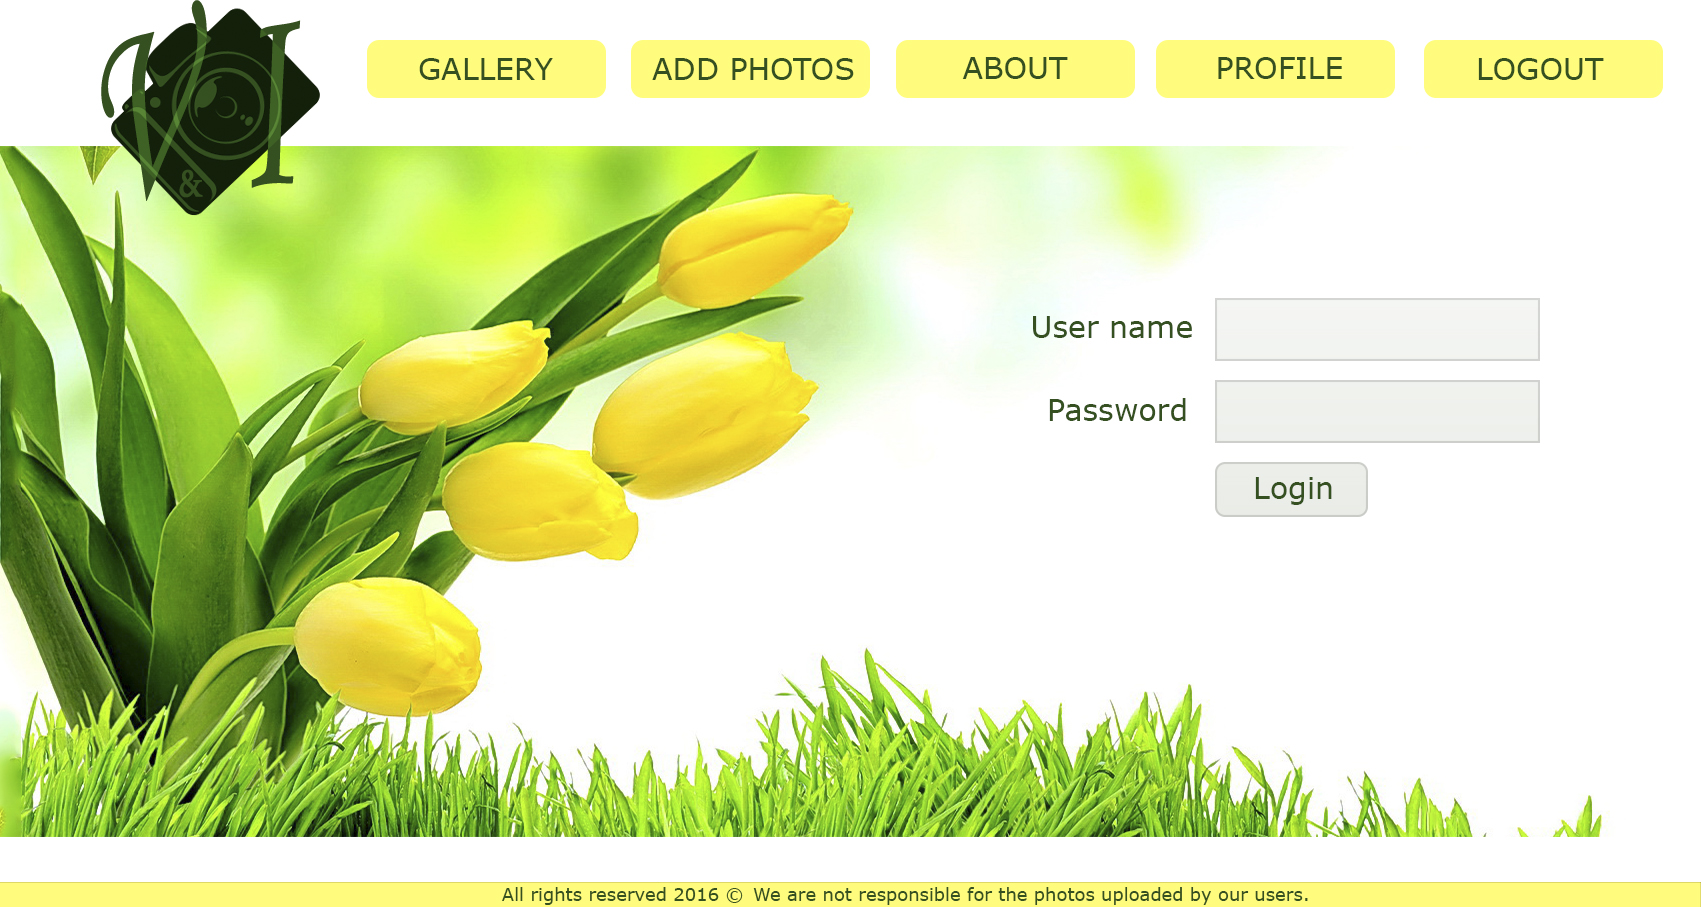 V & I
GALLERY
ADD PHOTOS
ABOUT
PROFILE
LOGOUT
User name
Password
Login
All rights reserved 2016 © We are not responsible for the photos uploaded by our users.